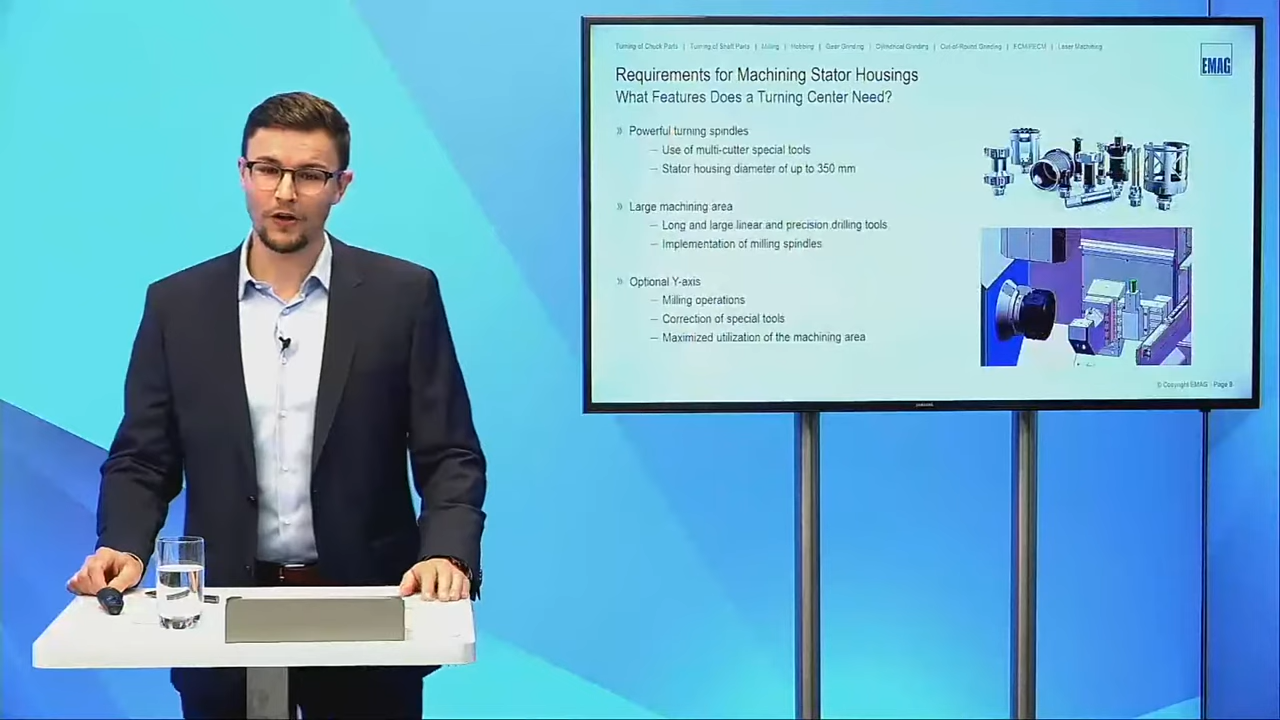 Turning of Chuck Parts | Turning of Shaft Parts | Milling | Hobbing | Gear Grinding | Cylindrical Grinding | Out-of-Round Grinding | ECM/PECM | Laser Machining
EMAG
Requirements for Machining Stator Housings
What Features Does a Turning Center Need?
» Powerful turning spindles
— Use of multi-cutter special tools
— Stator housing diameter of up to 350 mm
» Large machining area
— Long and large linear and precision drilling tools
— Implementation of milling spindles
» Optional Y-axis
— Milling operations
— Correction of special tools
— Maximized utilization of the machining area
© Copyright EMAG - Page 8
SAMSUNG